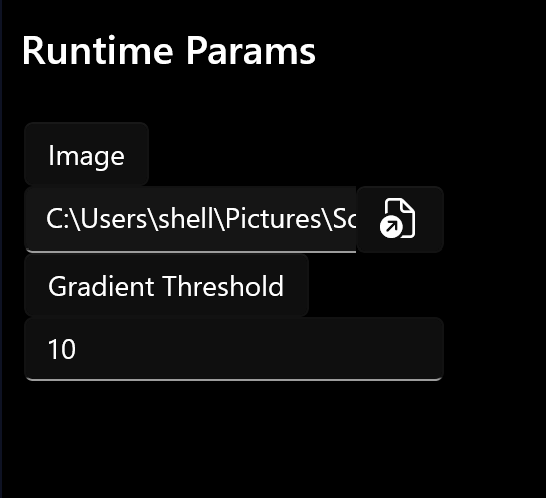 Runtime Params
Image
C:\Users\shell\Pictures\Sc
Gradient Threshold
10